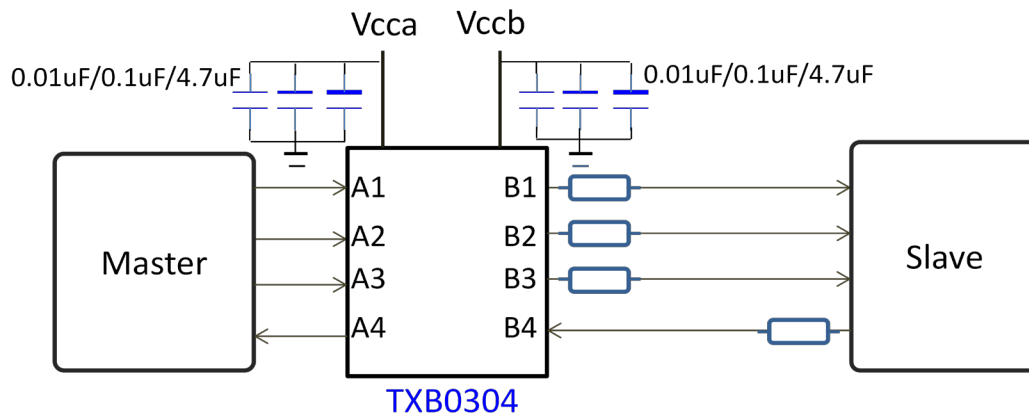 Vcca Vccb
0.01uF/0.1uF/4.7uF 0.01uF/0.1uF/4.7uF
Master
A1 B1
A2 B2
A3 B3
A4 B4
Slave
TXB0304